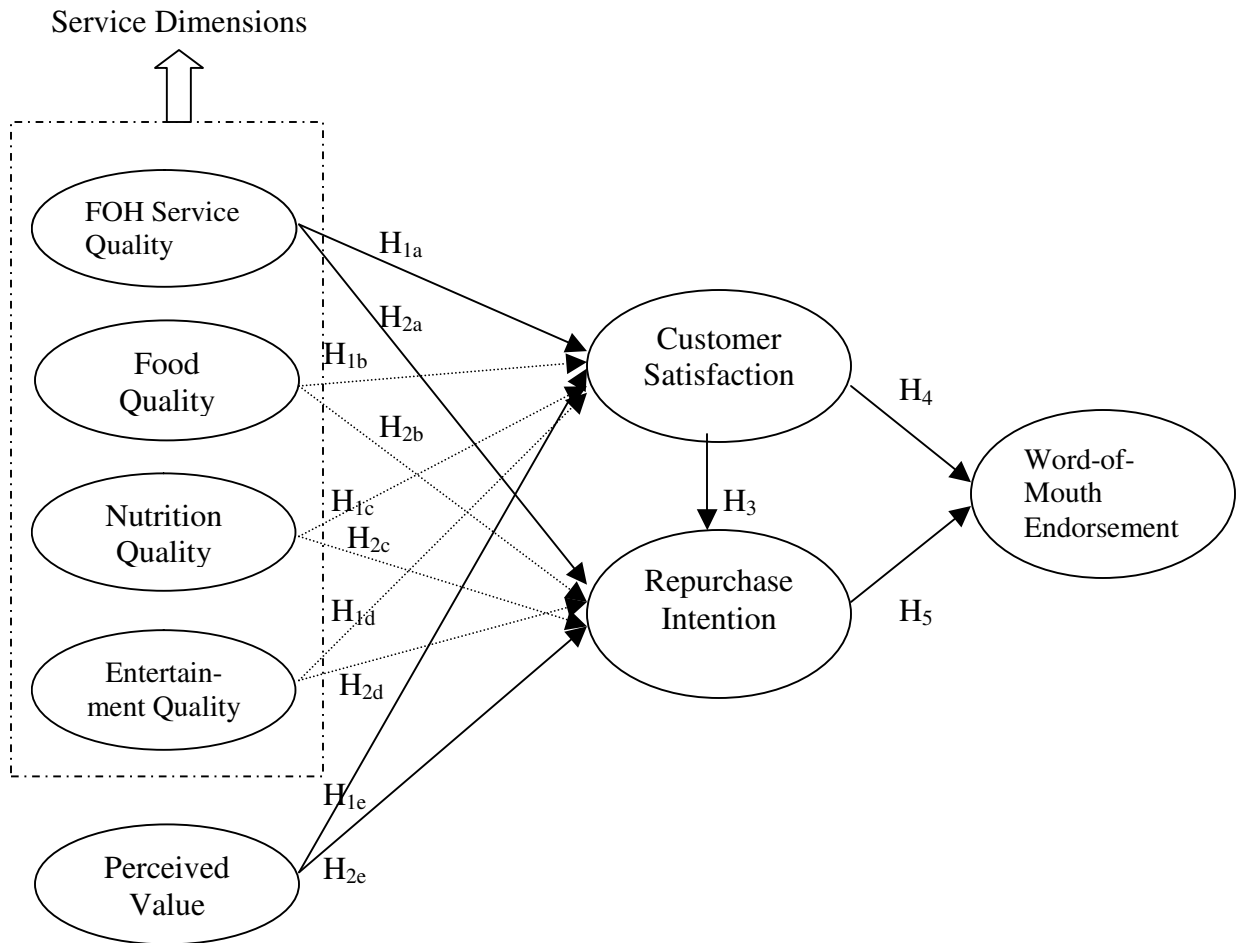 Service Dimensions
FOH Service
Quality
H1a
H2a
Food
Quality
H1b
H2b
Customer
Satisfaction
H4
Nutrition
Quality
H1c
H2c
H3
Word-of-
Mouth
Endorsement
Repurchase
Intention
H5
Entertain-
ment Quality
H1d
H2d
Perceived
Value
H1e
H2e